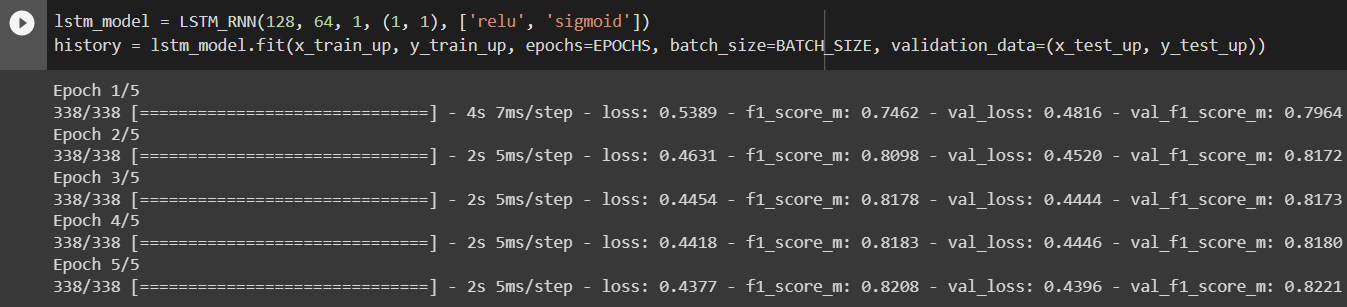 lstm_model = LSTM_RNN(128, 64, 1, (1, 1), ['relu', 'sigmoid'])
history = lstm_model.fit(x_train_up, y_train_up, epochs=EPOCHS, batch_size=BATCH_SIZE, validation_data=(x_test_up, y_test_up))
Epoch 1/5
338/338 [==============================] - 4s 7ms/step - loss: 0.5389 - f1_score_m: 0.7462 - val_loss: 0.4816 - val_f1_score_m: 0.7964
Epoch 2/5
338/338 [==============================] - 2s 5ms/step - loss: 0.4631 - f1_score_m: 0.8098 - val_loss: 0.4520 - val_f1_score_m: 0.8172
Epoch 3/5
338/338 [==============================] - 2s 5ms/step - loss: 0.4454 - f1_score_m: 0.8178 - val_loss: 0.4444 - val_f1_score_m: 0.8173
Epoch 4/5
338/338 [==============================] - 2s 5ms/step - loss: 0.4418 - f1_score_m: 0.8183 - val_loss: 0.4446 - val_f1_score_m: 0.8180
Epoch 5/5
338/338 [==============================] - 2s 5ms/step - loss: 0.4377 - f1_score_m: 0.8208 - val_loss: 0.4396 - val_f1_score_m: 0.8221